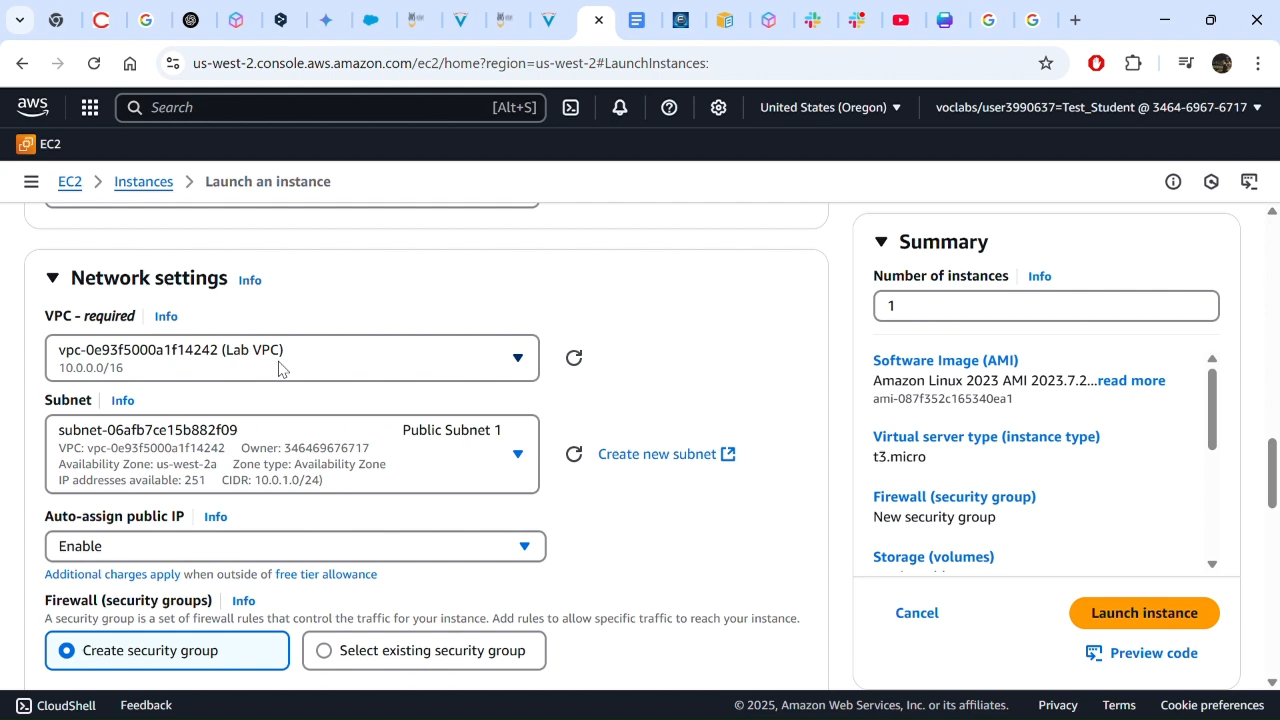 us-west-2.console.aws.amazon.com/ec2/home?region=us-west-2#LaunchInstances:
aws
Search
[Alt+S]
United States (Oregon)
voclabs/user3990637=Test_Student @ 3464-6967-6717
EC2
EC2
Instances
Launch an instance
Network settings Info
VPC - required Info
vpc-0e93f5000a1f14242 (Lab VPC)
10.0.0.0/16
Subnet Info
subnet-06afb7ce15b882f09 Public Subnet 1
VPC: vpc-0e93f5000a1f14242 Owner: 346469676717
Availability Zone: us-west-2a Zone type: Availability Zone
IP addresses available: 251 CIDR: 10.0.1.0/24)
Create new subnet
Auto-assign public IP Info
Enable
Additional charges apply when outside of free tier allowance
Firewall (security groups) Info
A security group is a set of firewall rules that control the traffic for your instance. Add rules to allow specific traffic to reach your instance.
Create security group
Select existing security group
Summary
Number of instances Info
1
Software Image (AMI)
Amazon Linux 2023 AMI 2023.7.2...read more
ami-087f352c165340ea1
Virtual server type (instance type)
t3.micro
Firewall (security group)
New security group
Storage (volumes)
Cancel
Launch instance
Preview code
CloudShell
Feedback
© 2025, Amazon Web Services, Inc. or its affiliates.
Privacy
Terms
Cookie preferences